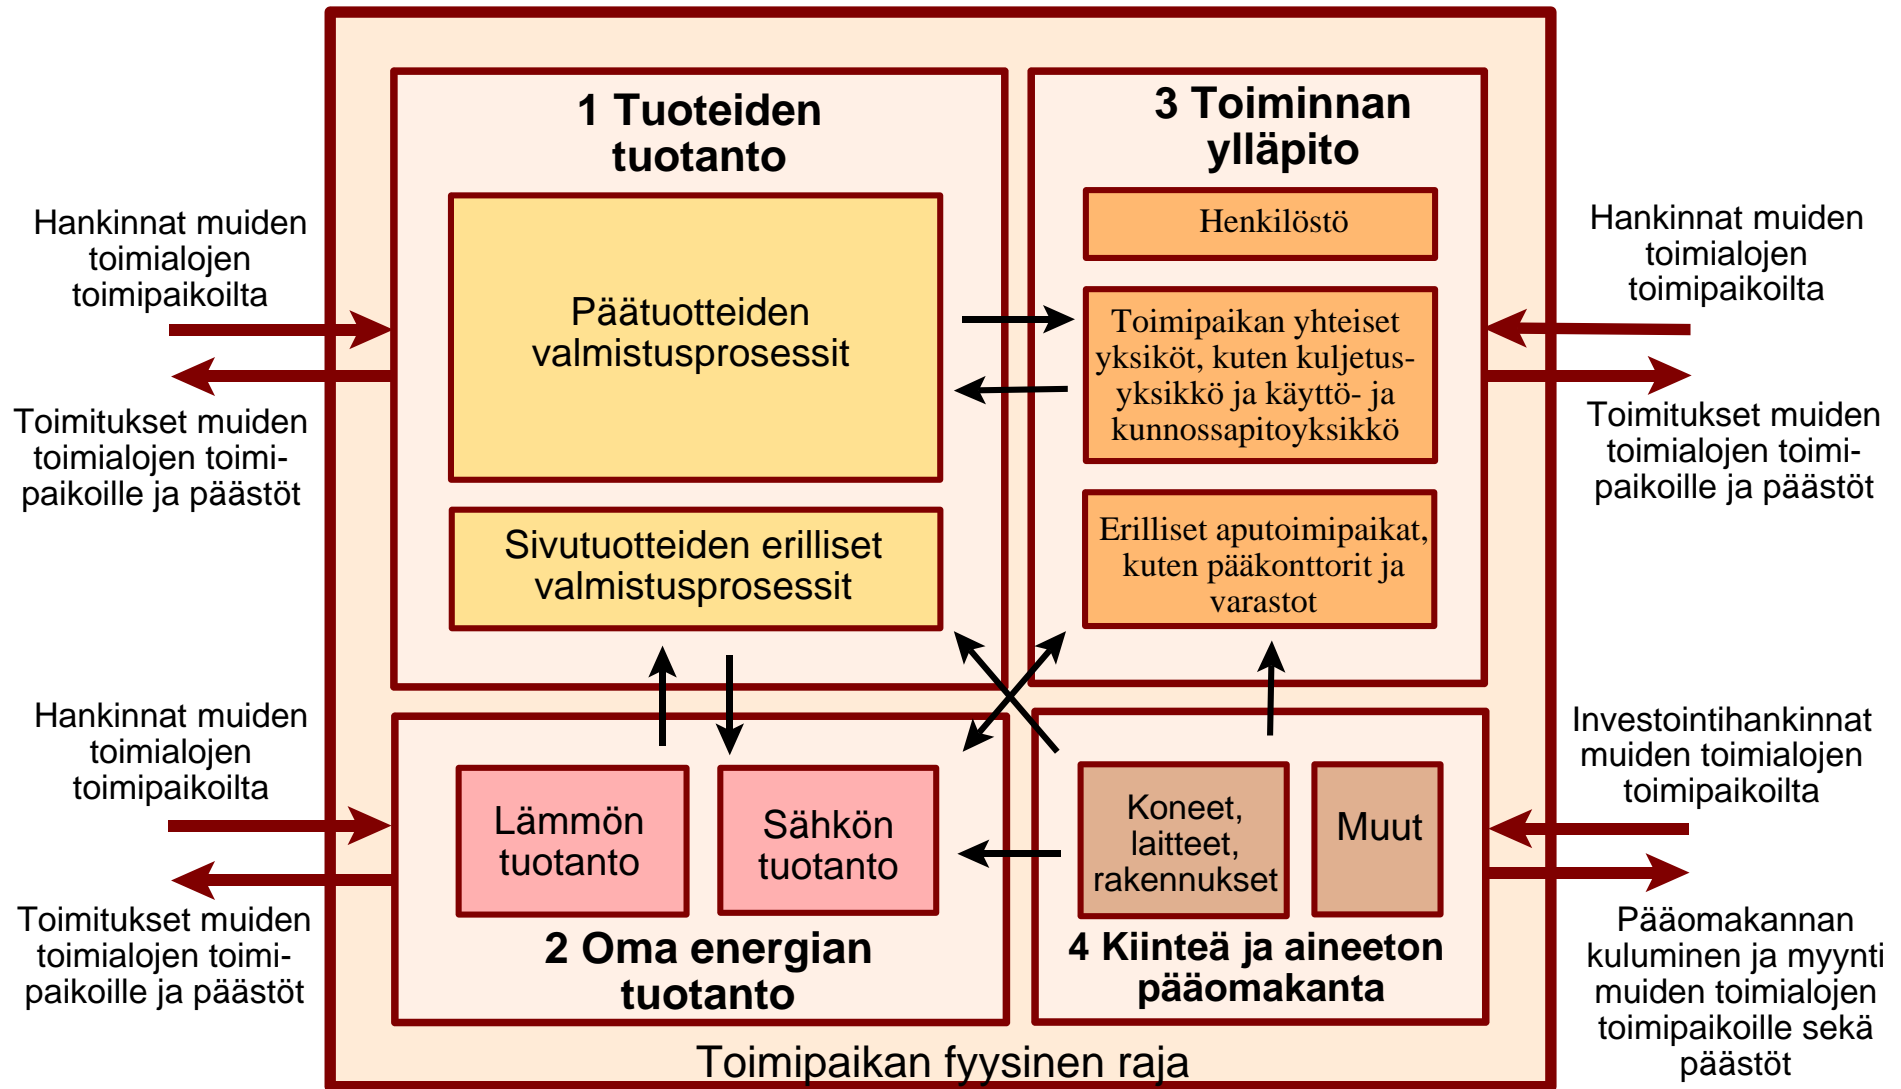 1 Tuoteiden
tuotanto
3 Toiminnan
ylläpito
Hankinnat muiden
toimialojen
toimipaikoilta
Toimitukset muiden
toimialojen toimi-
paikoille ja päästöt
Päätuotteiden
valmistusprosessit
Sivutuotteiden erilliset
valmistusprosessit
Henkilöstö
Toimipaikan yhteiset
yksiköt, kuten kuljetus-
yksikkö ja käyttö- ja
kunnossapitoyksikkö
Erilliset aputoimipaikat,
kuten pääkonttorit ja
varastot
Hankinnat muiden
toimialojen
toimipaikoilta
Toimitukset muiden
toimialojen toimi-
paikoille ja päästöt
Hankinnat muiden
toimialojen
toimipaikoilta
Toimitukset muiden
toimialojen toimi-
paikoille ja päästöt
Lämmön
tuotanto
Sähkön
tuotanto
2 Oma energian
tuotanto
Koneet,
laitteet,
rakennukset
Muut
4 Kiinteä ja aineeton
pääomakanta
Investointihankinnat
muiden toimialojen
toimipaikoilta
Pääomakannan
kuluminen ja myynti
muiden toimialojen
toimipaikoille sekä
päästöt
Toimipaikan fyysinen raja